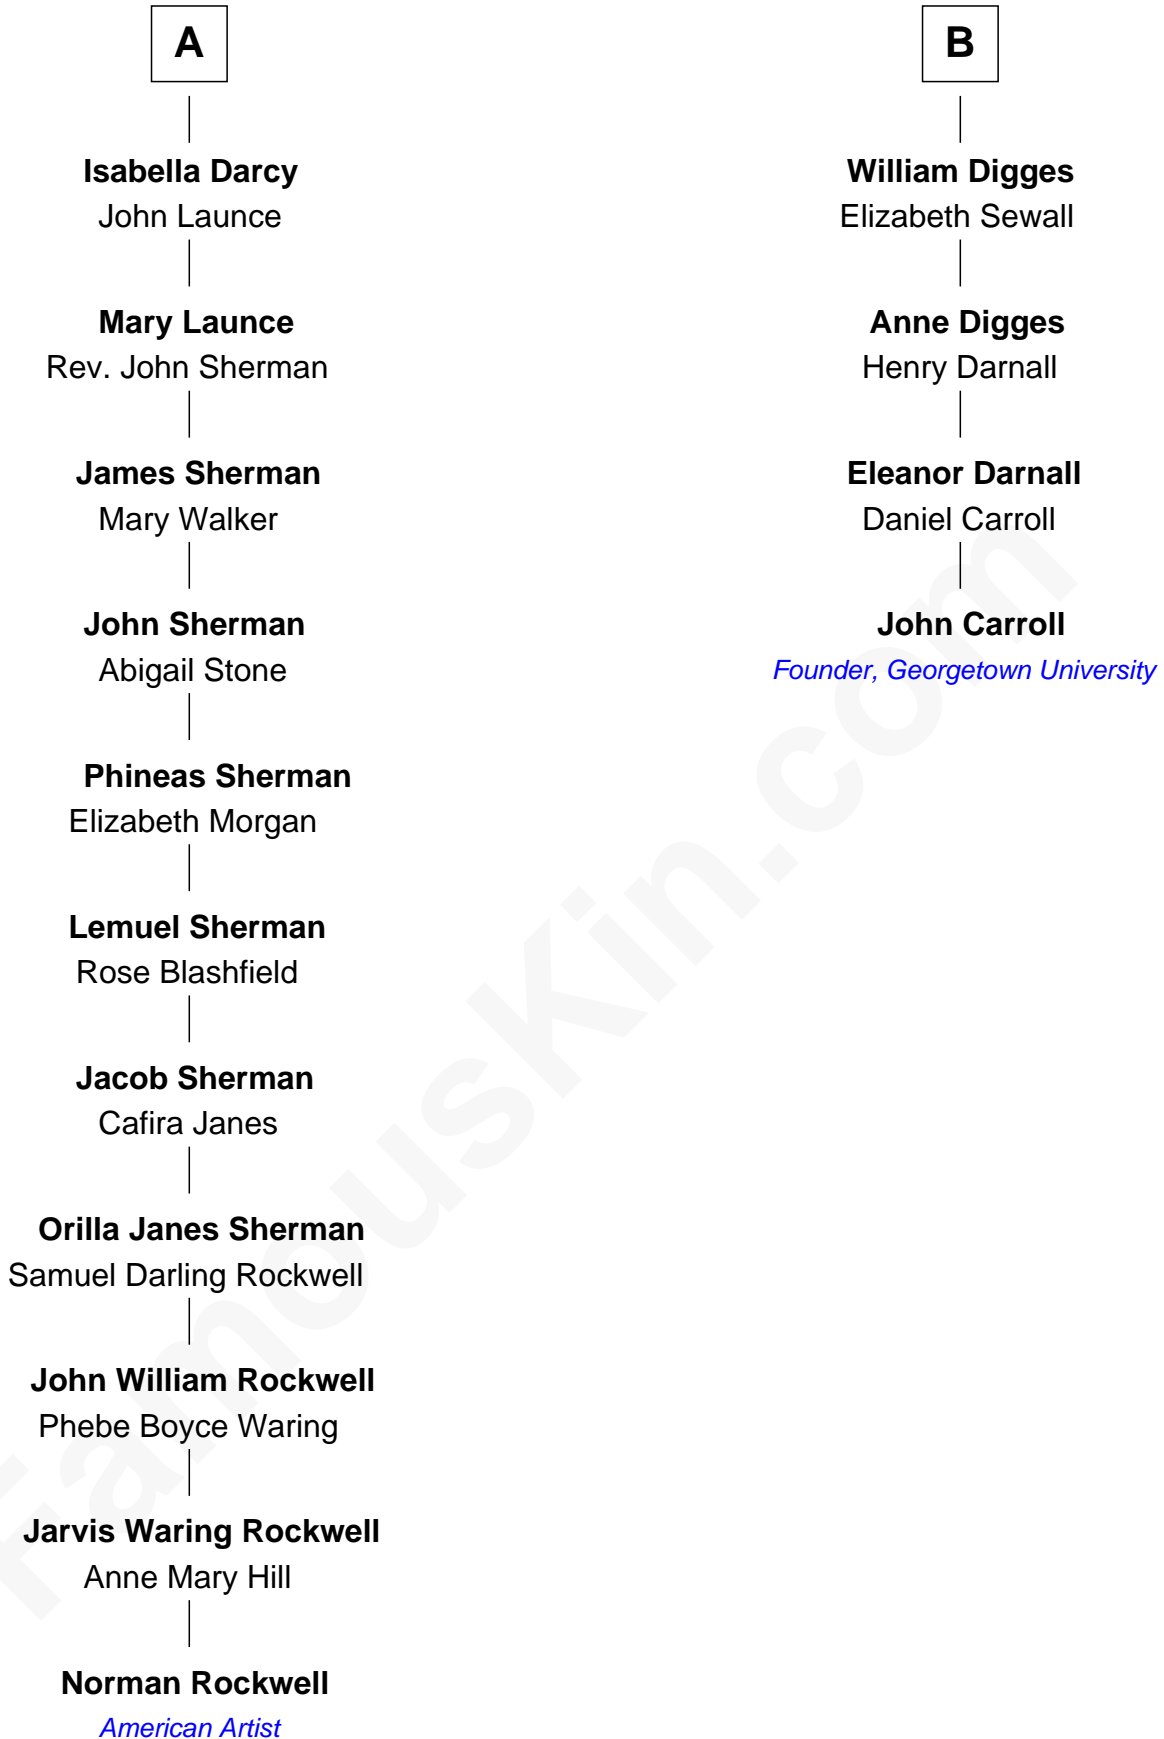 A
Isabella Darcy
John Launce
Mary Launce
Rev. John Sherman
James Sherman
Mary Walker
John Sherman
Abigail Stone
Phineas Sherman
Elizabeth Morgan
Lemuel Sherman
Rose Blashfield
Jacob Sherman
Cafira Janes
Orilla Janes Sherman
Samuel Darling Rockwell
John William Rockwell
Phebe Boyce Waring
Jarvis Waring Rockwell
Anne Mary Hill
Norman Rockwell
American Artist
B
William Digges
Elizabeth Sewall
Anne Digges
Henry Darnall
Eleanor Darnall
Daniel Carroll
John Carroll
Founder, Georgetown University
FamousKin.com